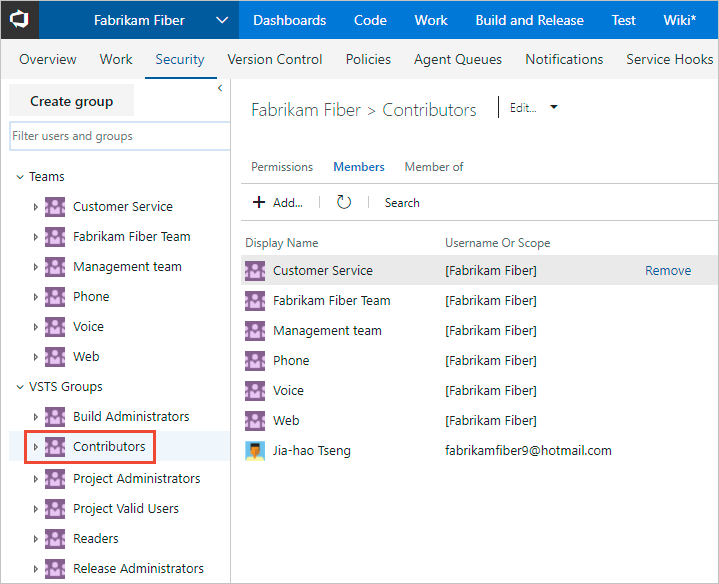 Fabrikam Fiber Dashboards Code Work Build and Release Test Wiki*
Overview Work Security Version Control Policies Agent Queues Notifications Service Hooks
Create group
Filter users and groups
Teams
Customer Service
Fabrikam Fiber Team
Management team
Phone
Voice
Web
VSTS Groups
Build Administrators
Contributors
Project Administrators
Project Valid Users
Readers
Release Administrators
Fabrikam Fiber > Contributors Edit...
Permissions Members Member of
+ Add... Search
Display Name Username Or Scope
Customer Service [Fabrikam Fiber] Remove
Fabrikam Fiber Team [Fabrikam Fiber]
Management team [Fabrikam Fiber]
Phone [Fabrikam Fiber]
Voice [Fabrikam Fiber]
Web [Fabrikam Fiber]
Jia-hao Tseng fabrikamfiber9@hotmail.com